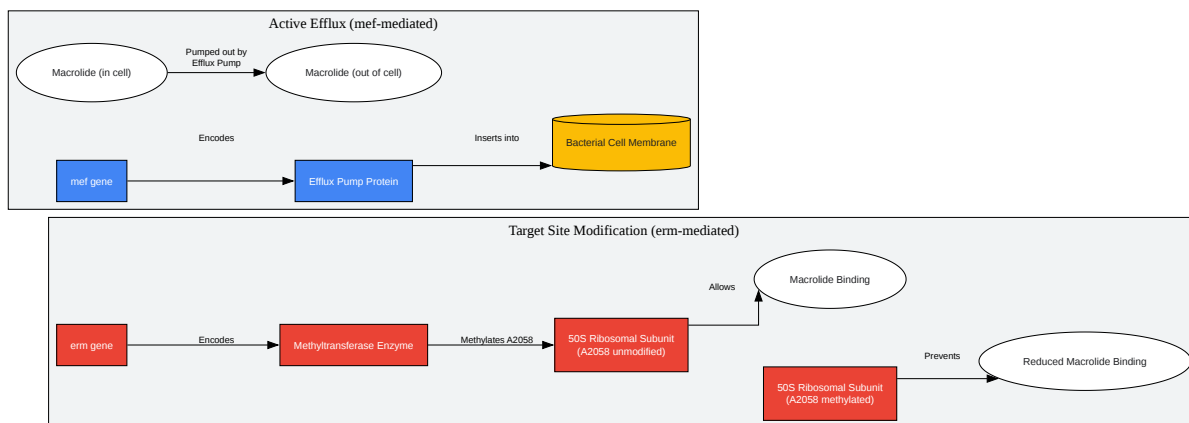 Active Efflux (mef-mediated)
Macrolide (in cell)
Pumped out by
Efflux Pump
Macrolide (out of cell)
mef gene
Encodes
Efflux Pump Protein
Inserts into
Bacterial Cell Membrane
Target Site Modification (erm-mediated)
erm gene
Encodes
Methyltransferase Enzyme
Methylates A2058
50S Ribosomal Subunit
(A2058 unmodified)
Allows
Macrolide Binding
50S Ribosomal Subunit
(A2058 methylated)
Prevents
Reduced Macrolide Binding